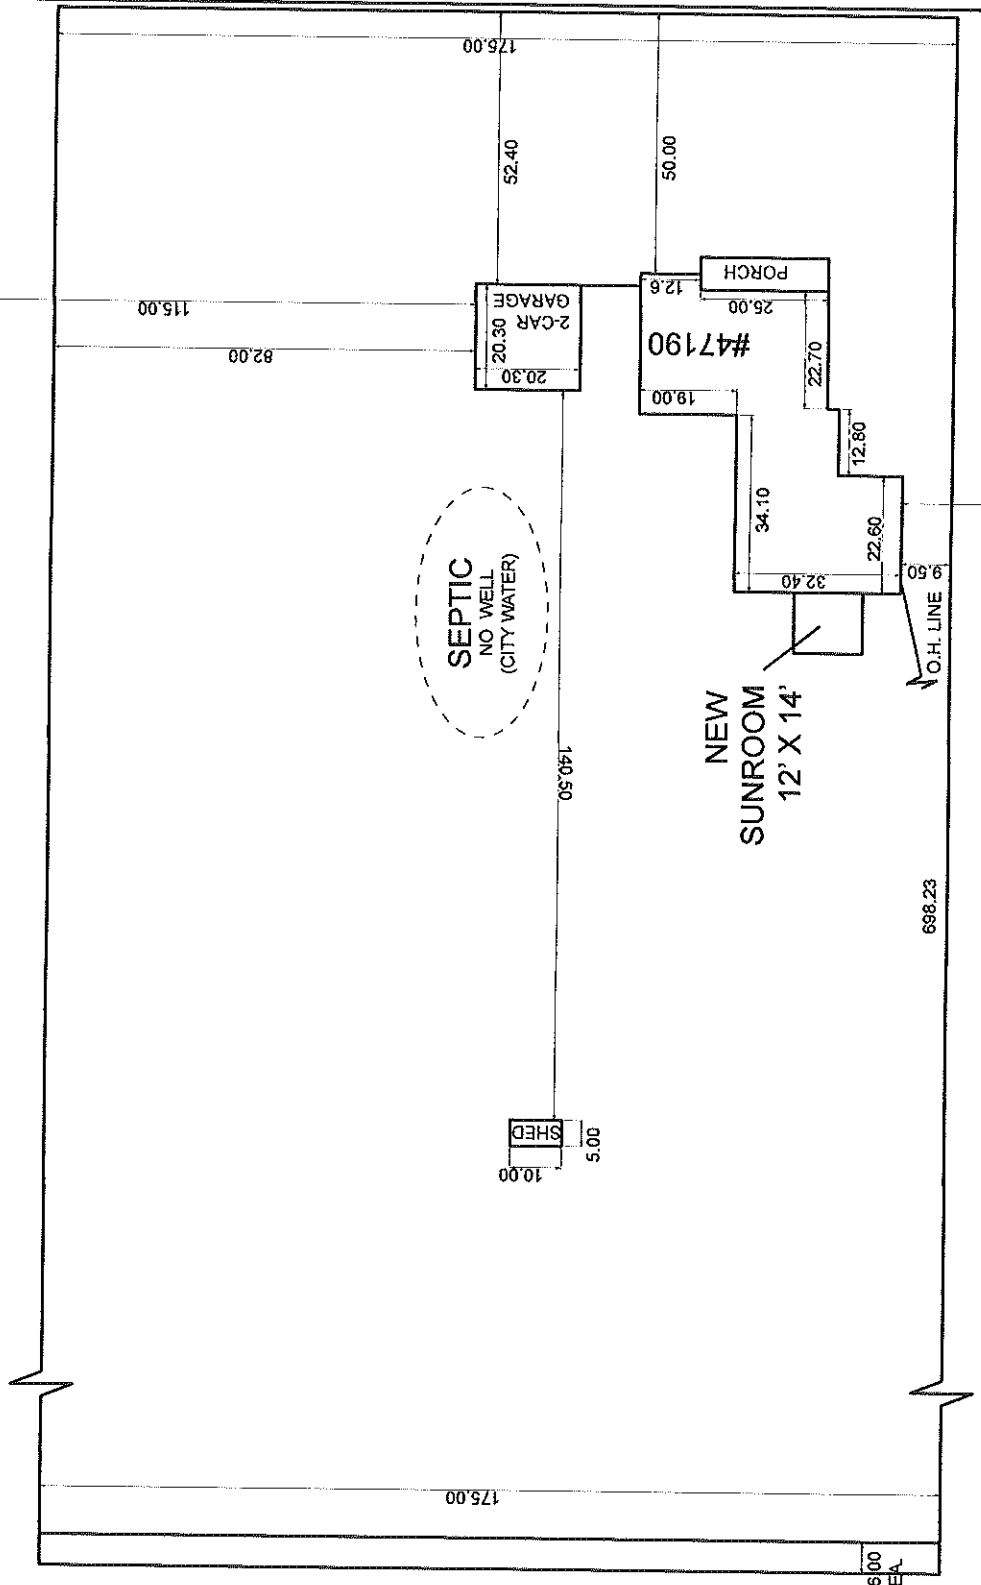 175.00
52.40
50.00
115.00
82.00
2-CAR
GARAGE
20.30
20.30
12.6
PORCH
25.00
#47190
19.00
22.70
12.80
34.10
22.60
32.40
9.50
O.H. LINE
SEPTIC
NO WELL
(CITY WATER)
140.50
NEW
SUNROOM
12' X 14'
698.23
SHED
10.00
5.00
175.00
6.00
EA.